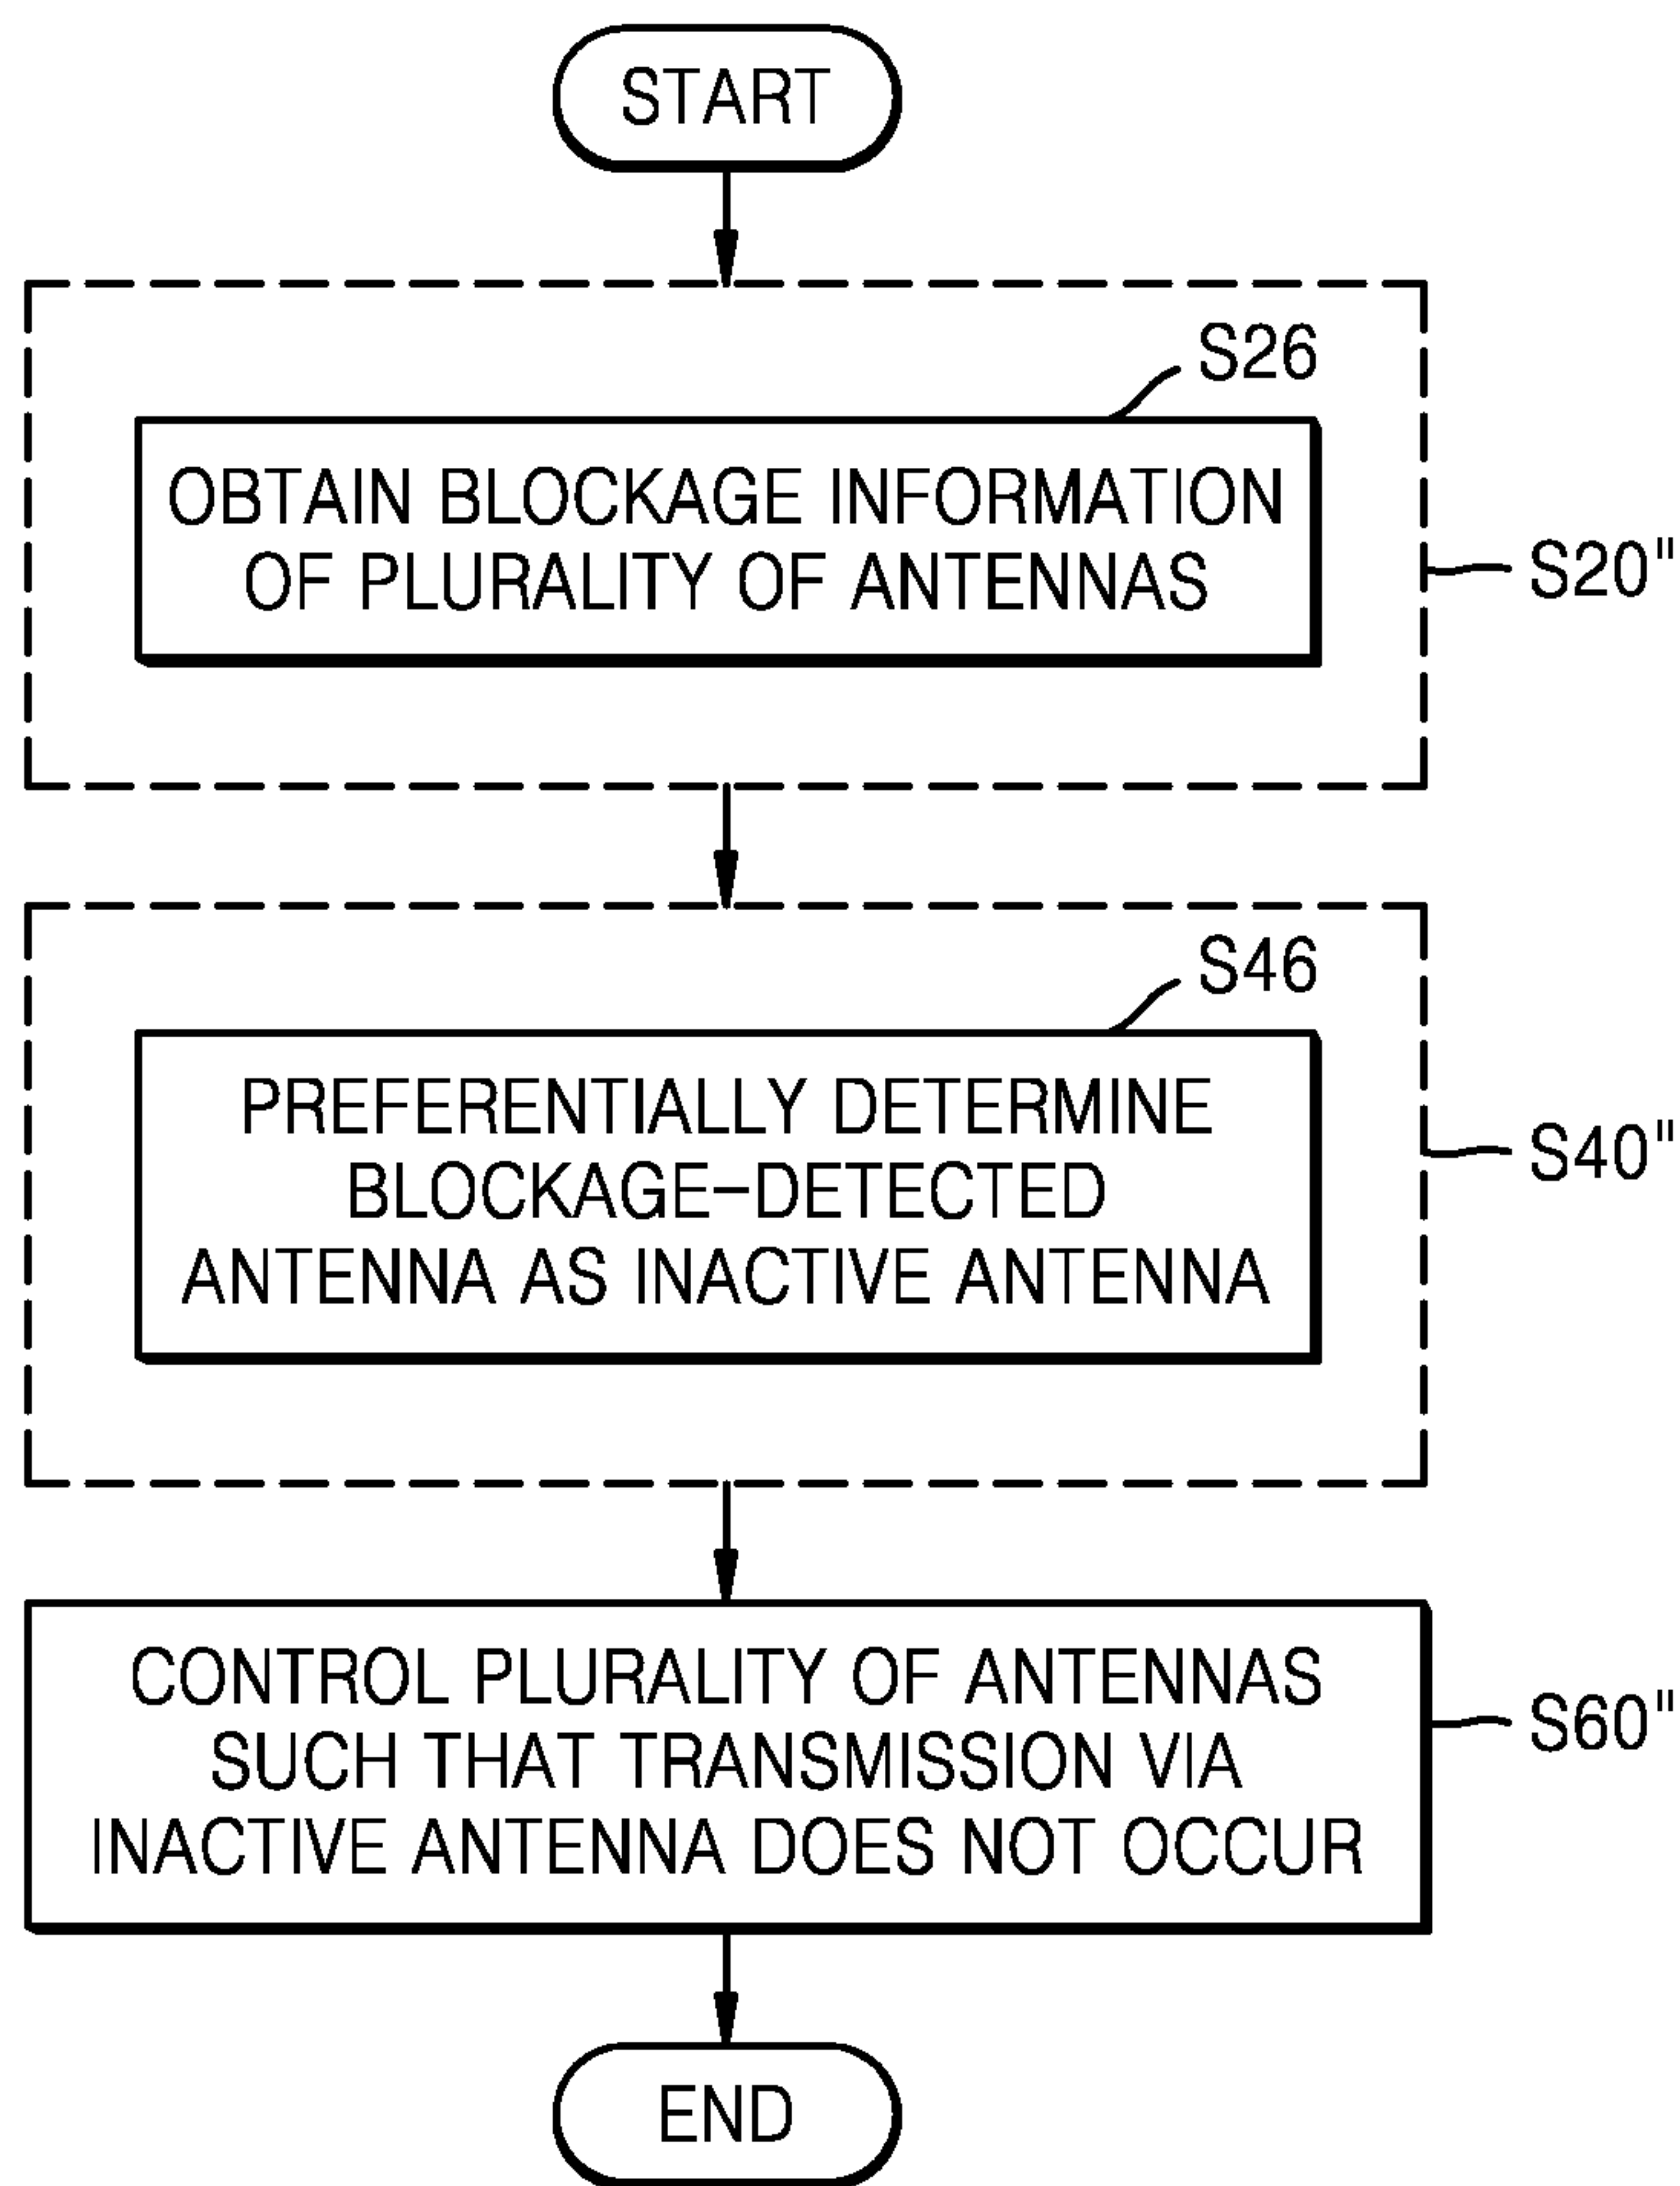 START
S26
OBTAIN BLOCKAGE INFORMATION
OF PLURALITY OF ANTENNAS
S20"
S46
PREFERENTIALLY DETERMINE
BLOCKAGE-DETECTED
ANTENNA AS INACTIVE ANTENNA
S40"
CONTROL PLURALITY OF ANTENNAS
SUCH THAT TRANSMISSION VIA
INACTIVE ANTENNA DOES NOT OCCUR
S60"
END